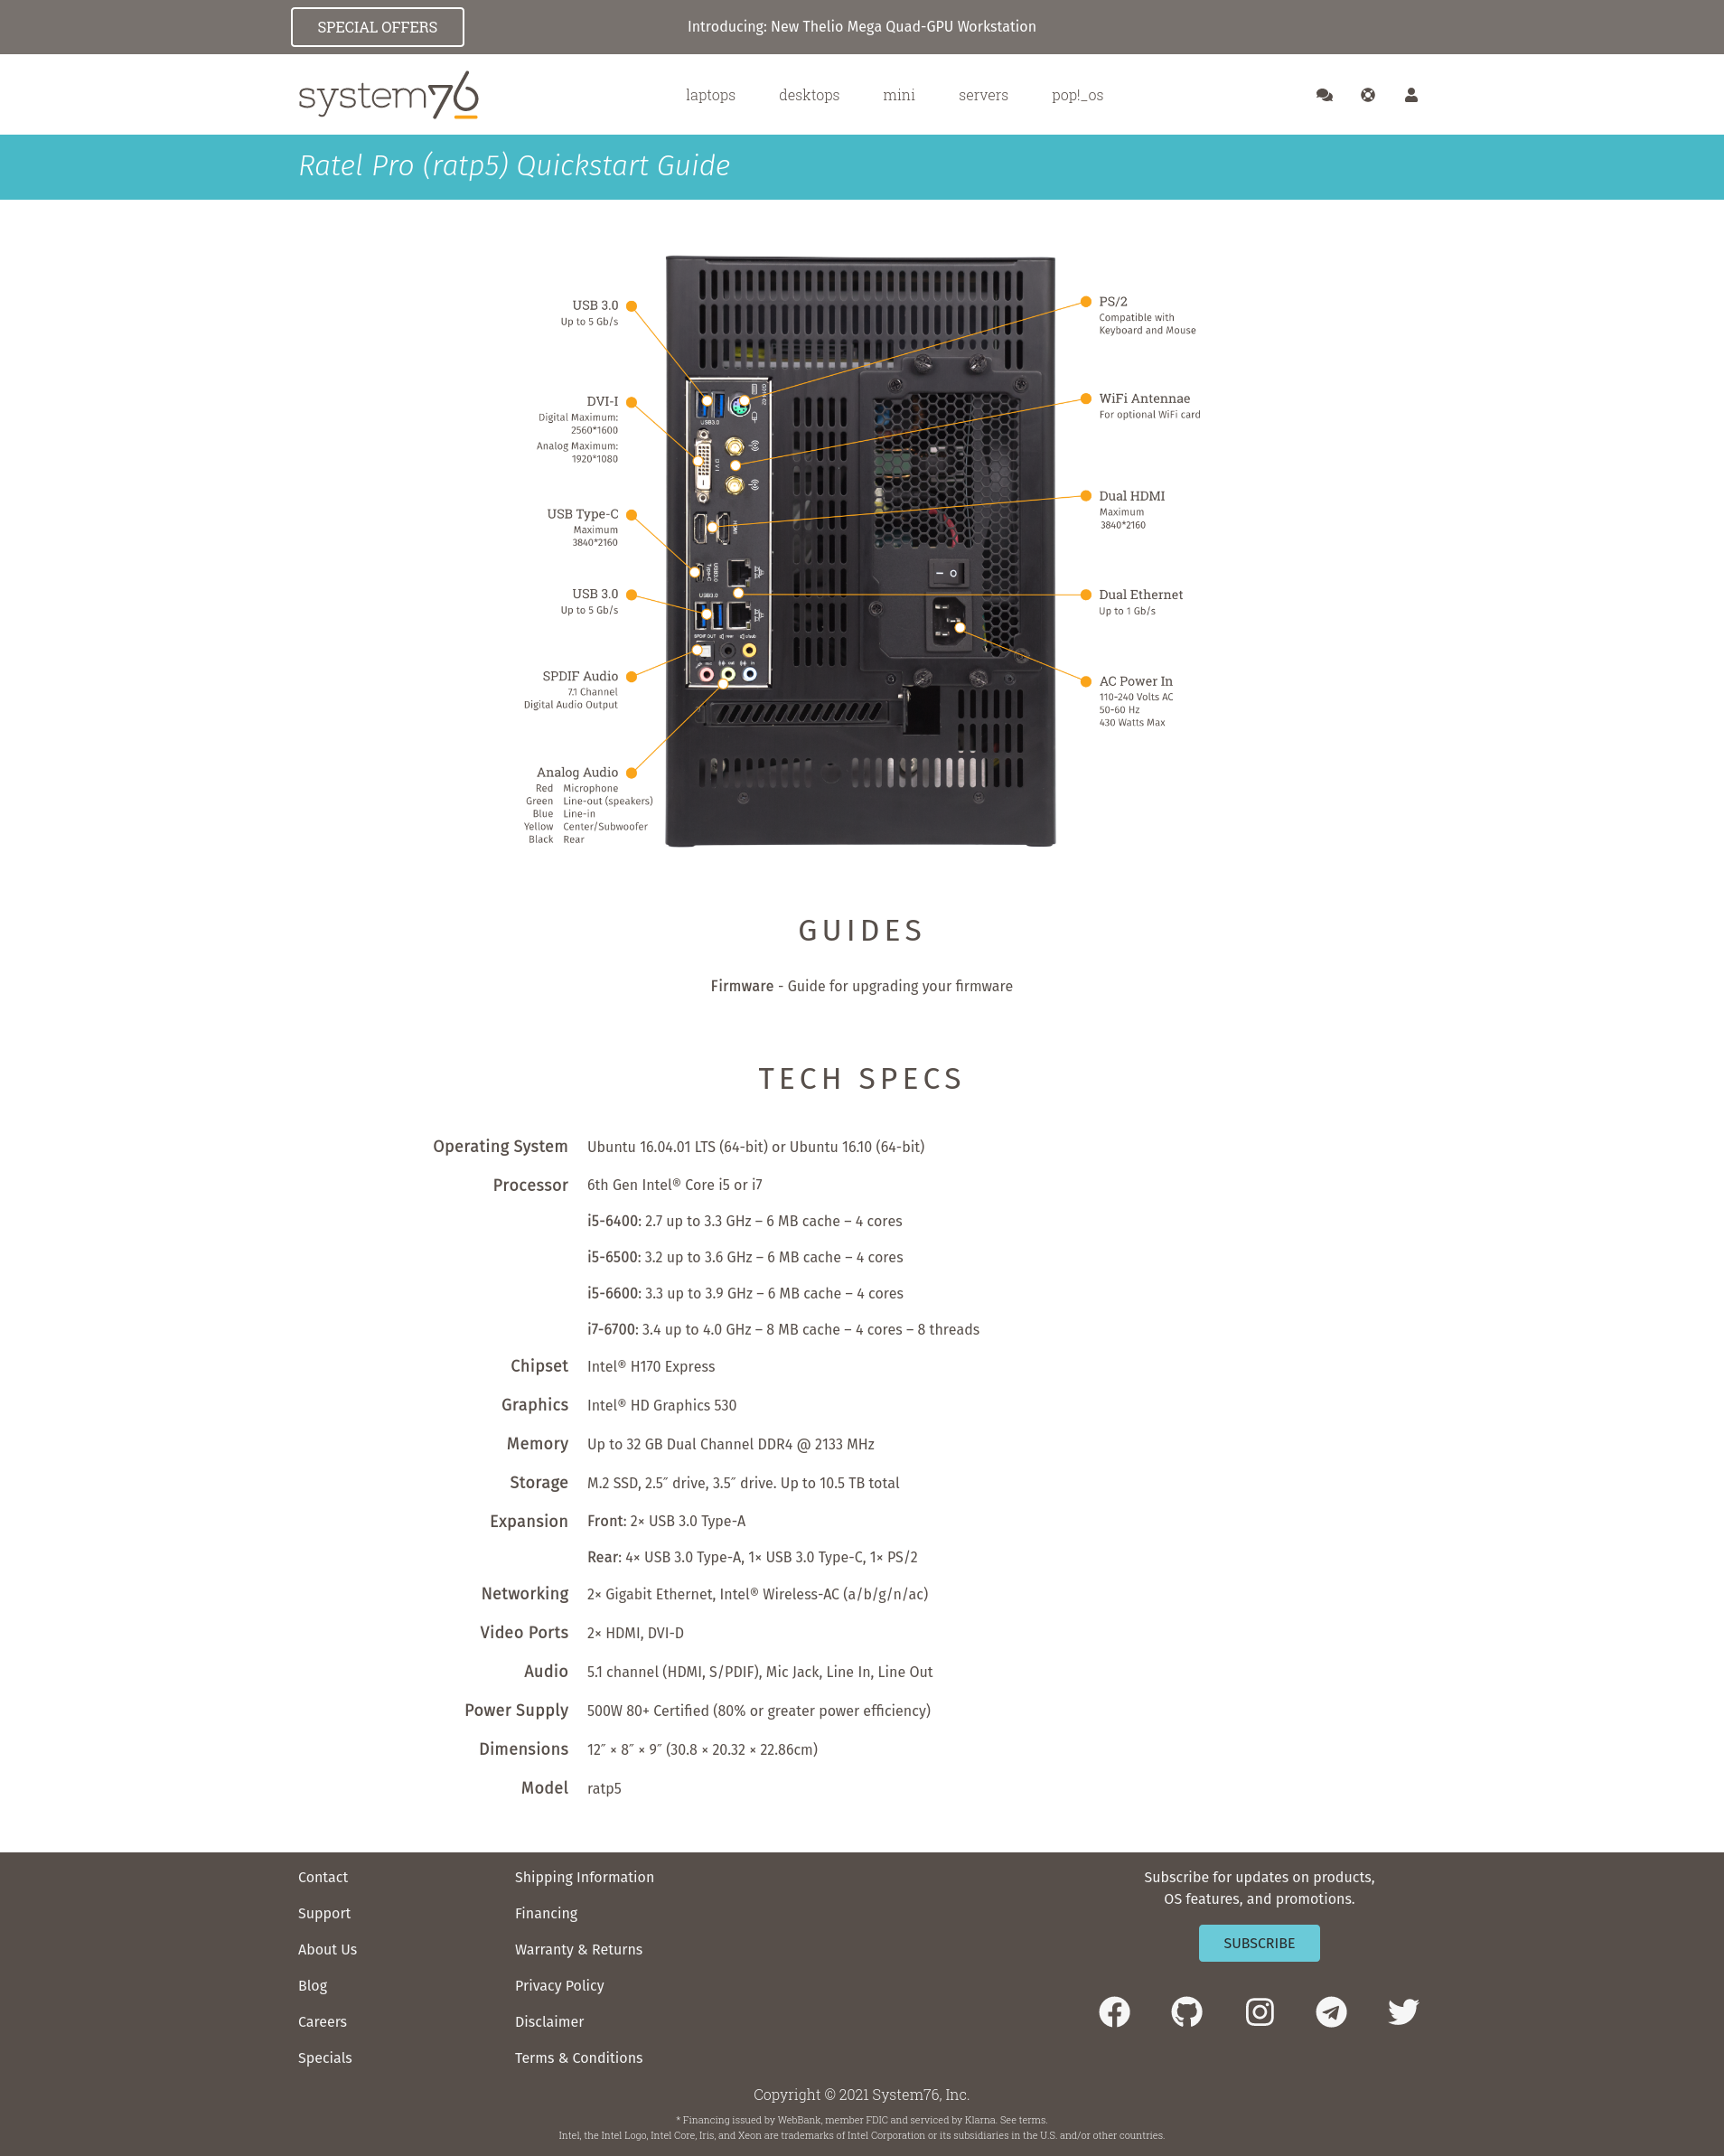 SPECIAL OFFERS
Introducing: New Thelio Mega Quad-GPU Workstation
system76
laptops
desktops
mini
servers
pop!_os
Ratel Pro (ratp5) Quickstart Guide
USB 3.0
Up to 5 Gb/s
DVI-I
Digital Maximum:
2560*1600
Analog Maximum:
1920*1080
USB Type-C
Maximum
3840*2160
USB 3.0
Up to 5 Gb/s
SPDIF Audio
7.1 Channel
Digital Audio Output
Analog Audio
Red Microphone
Green Line-out (speakers)
Blue Line-in
Yellow Center/Subwoofer
Black Rear
USB3.0
DVI
HDMI
USB3.0
Type-C
USB3.0
SPDIF OUT
PS/2
Compatible with
Keyboard and Mouse
WiFi Antennae
For optional WiFi card
Dual HDMI
Maximum
3840*2160
Dual Ethernet
Up to 1 Gb/s
AC Power In
110-240 Volts AC
50-60 Hz
430 Watts Max
GUIDES
Firmware - Guide for upgrading your firmware
TECH SPECS
Operating System Ubuntu 16.04.01 LTS (64-bit) or Ubuntu 16.10 (64-bit)
Processor 6th Gen Intel® Core i5 or i7
i5-6400: 2.7 up to 3.3 GHz – 6 MB cache – 4 cores
i5-6500: 3.2 up to 3.6 GHz – 6 MB cache – 4 cores
i5-6600: 3.3 up to 3.9 GHz – 6 MB cache – 4 cores
i7-6700: 3.4 up to 4.0 GHz – 8 MB cache – 4 cores – 8 threads
Chipset Intel® H170 Express
Graphics Intel® HD Graphics 530
Memory Up to 32 GB Dual Channel DDR4 @ 2133 MHz
Storage M.2 SSD, 2.5″ drive, 3.5″ drive. Up to 10.5 TB total
Expansion Front: 2× USB 3.0 Type-A
Rear: 4× USB 3.0 Type-A, 1× USB 3.0 Type-C, 1× PS/2
Networking 2× Gigabit Ethernet, Intel® Wireless-AC (a/b/g/n/ac)
Video Ports 2× HDMI, DVI-D
Audio 5.1 channel (HDMI, S/PDIF), Mic Jack, Line In, Line Out
Power Supply 500W 80+ Certified (80% or greater power efficiency)
Dimensions 12″ × 8″ × 9″ (30.8 × 20.32 × 22.86cm)
Model ratp5
Contact
Support
About Us
Blog
Careers
Specials
Shipping Information
Financing
Warranty & Returns
Privacy Policy
Disclaimer
Terms & Conditions
Subscribe for updates on products,
OS features, and promotions.
SUBSCRIBE
Copyright © 2021 System76, Inc.
* Financing issued by WebBank, member FDIC and serviced by Klarna. See terms.
Intel, the Intel Logo, Intel Core, Iris, and Xeon are trademarks of Intel Corporation or its subsidiaries in the U.S. and/or other countries.